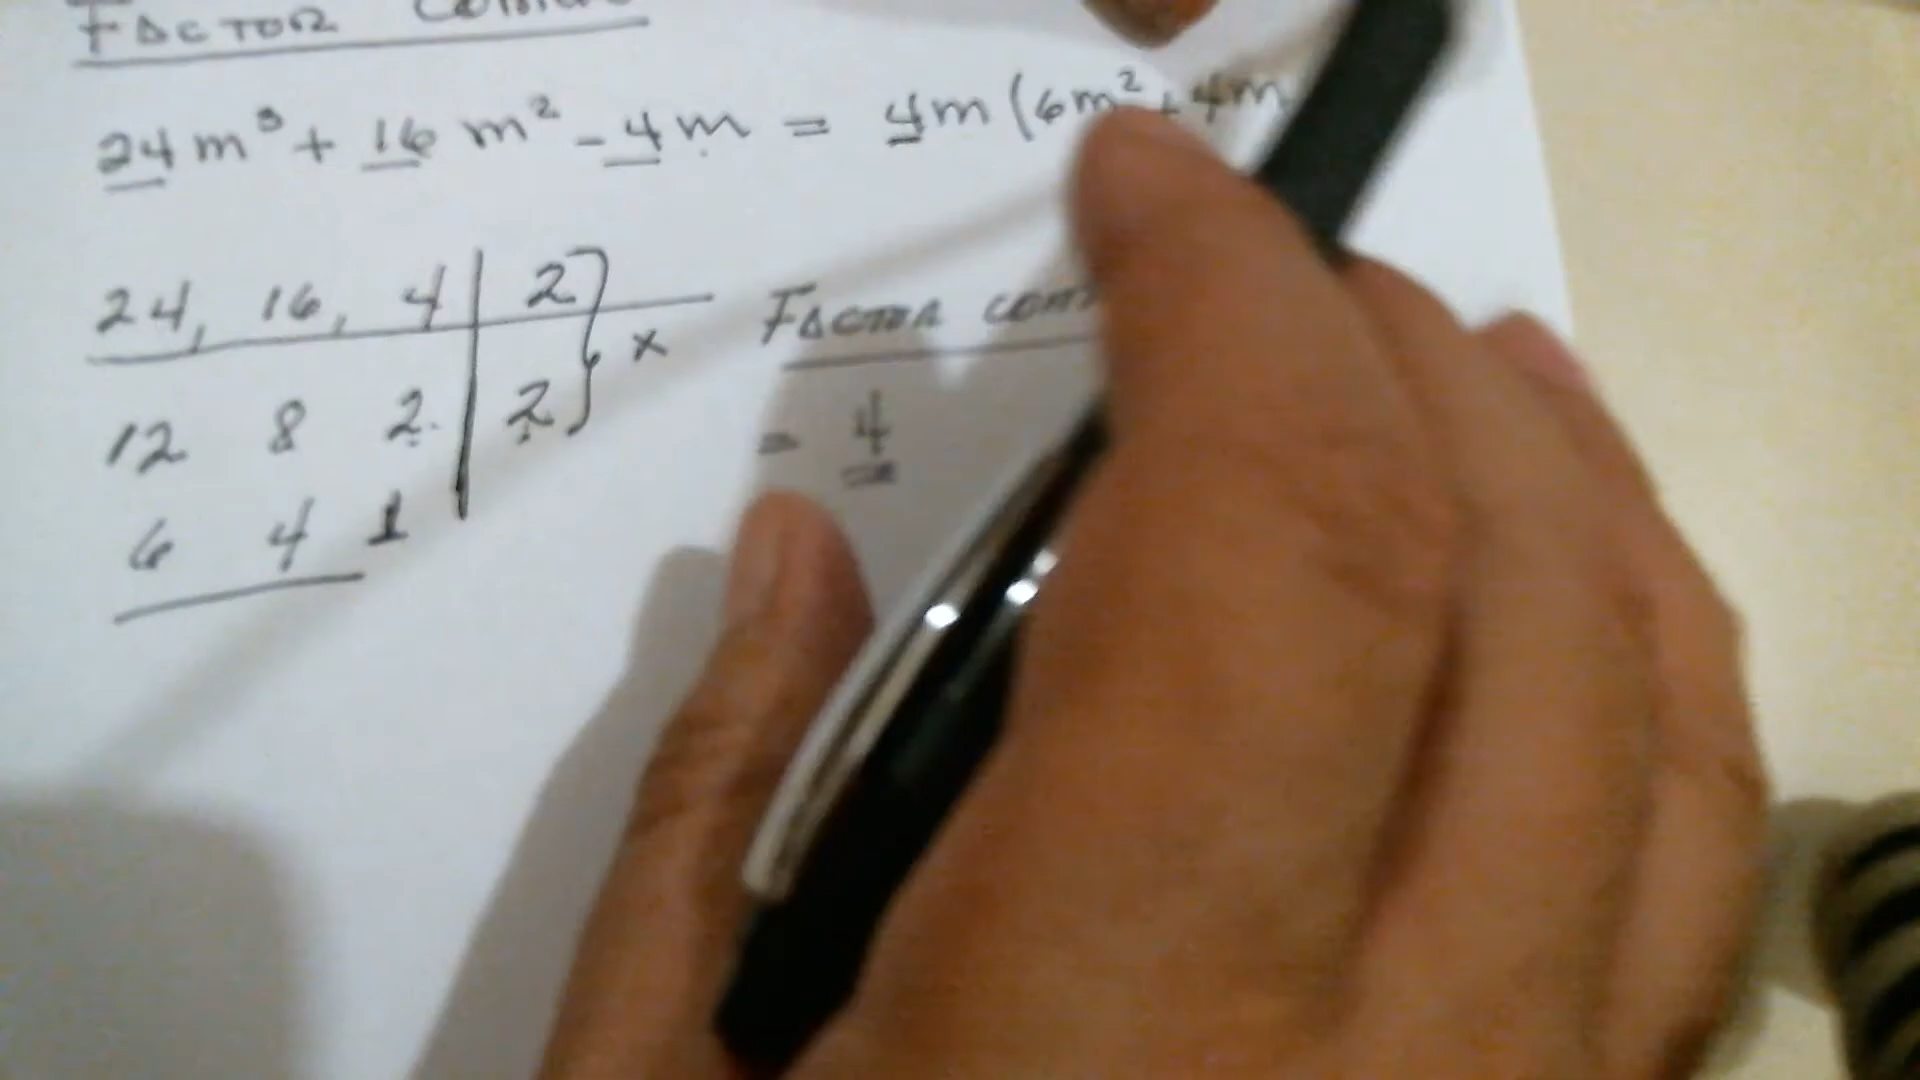 FACTOR COMÚN
24m³ + 16m² - 4m = 4m (6m² + 4m
24, 16, 4 | 2
x FACTOR
12 8 2 | 2
= 4
6 4 1